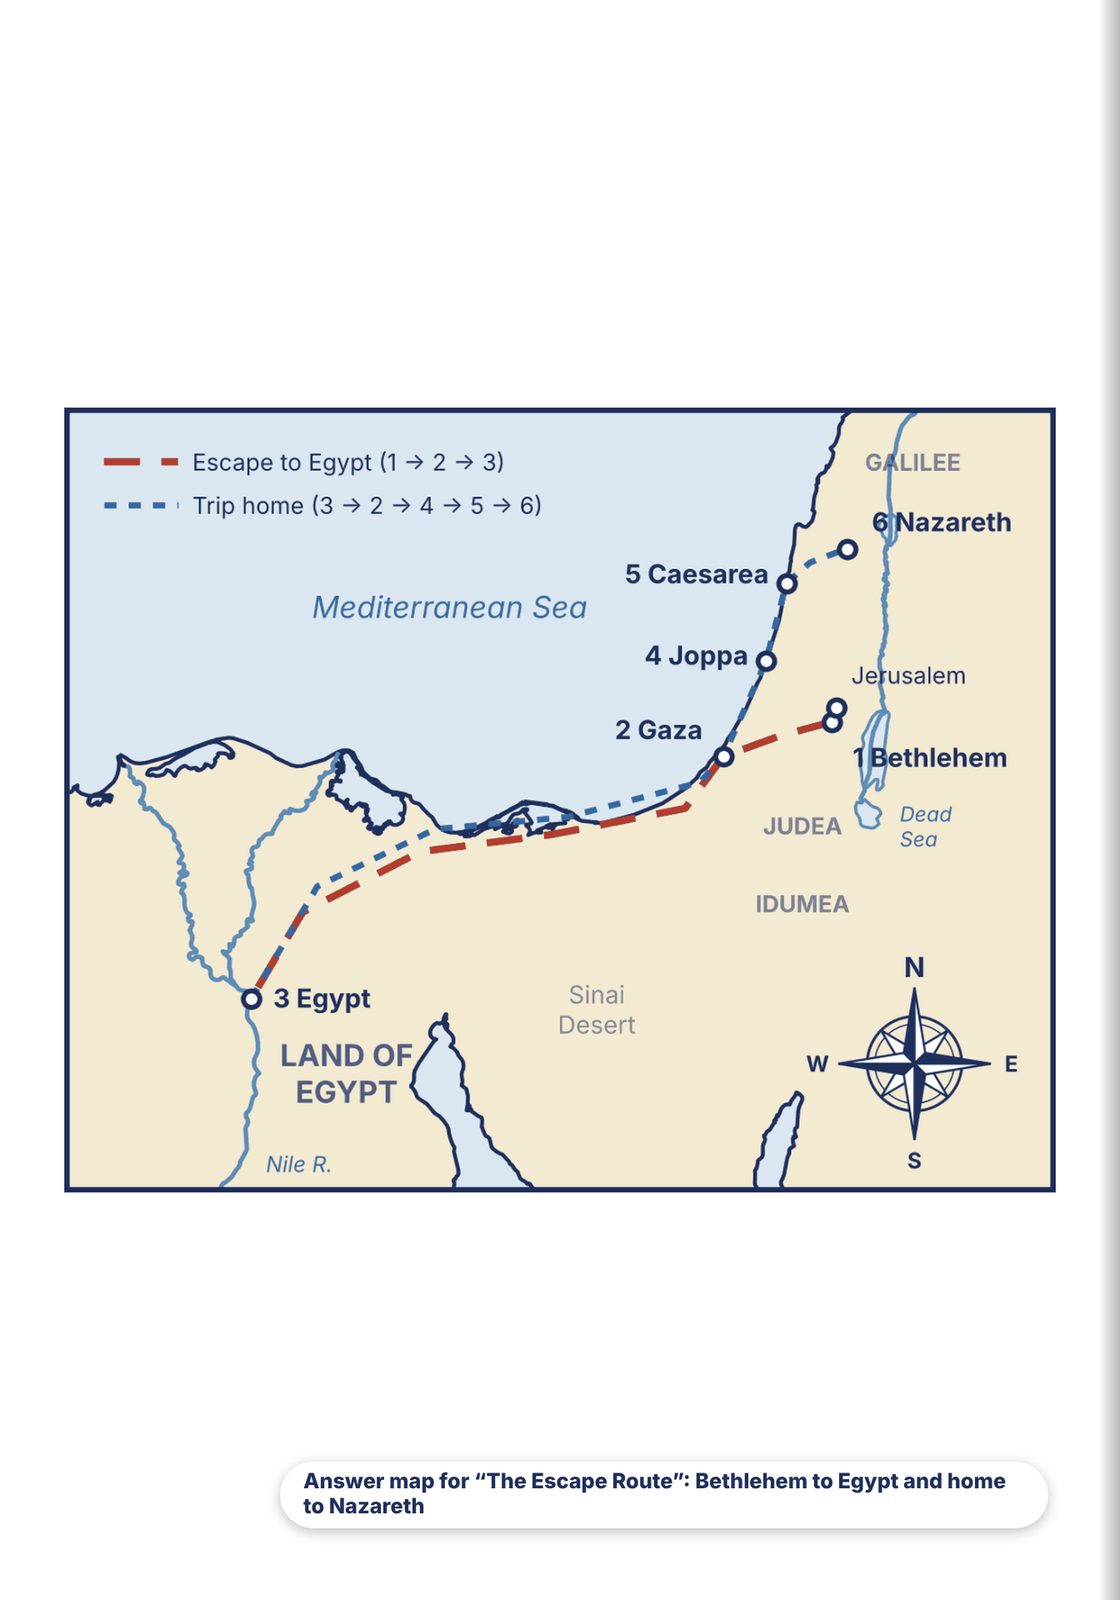 Escape to Egypt (1 → 2 → 3)
Trip home (3 → 2 → 4 → 5 → 6)
GALILEE
6 Nazareth
5 Caesarea
Mediterranean Sea
4 Joppa
Jerusalem
2 Gaza
1 Bethlehem
Dead
Sea
JUDEA
IDUMEA
N
Sinai
Desert
3 Egypt
LAND OF
EGYPT
W
E
S
Nile R.
Answer map for “The Escape Route”: Bethlehem to Egypt and home
to Nazareth